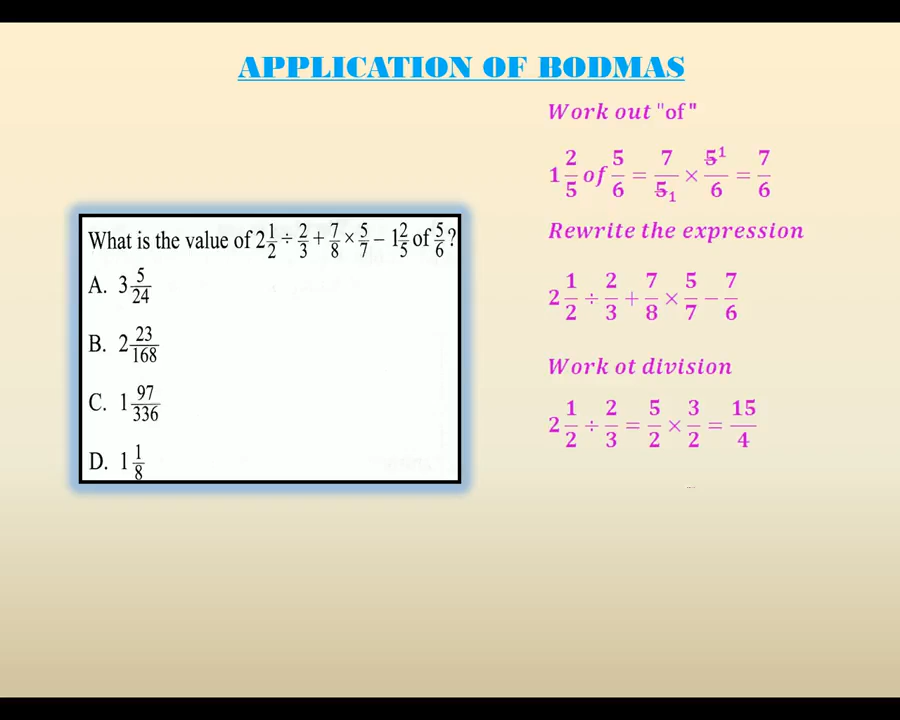 APPLICATION OF BODMAS
What is the value of 2 1/2 ÷ 2/3 + 7/8 × 5/7 − 1 2/5 of 5/6?
A. 3 5/24
B. 2 23/168
C. 1 97/336
D. 1 1/8
Work out "of"
1 2/5 of 5/6 = 7/5₁ × 5¹/6 = 7/6
Rewrite the expression
2 1/2 ÷ 2/3 + 7/8 × 5/7 − 7/6
Work ot division
2 1/2 ÷ 2/3 = 5/2 × 3/2 = 15/4